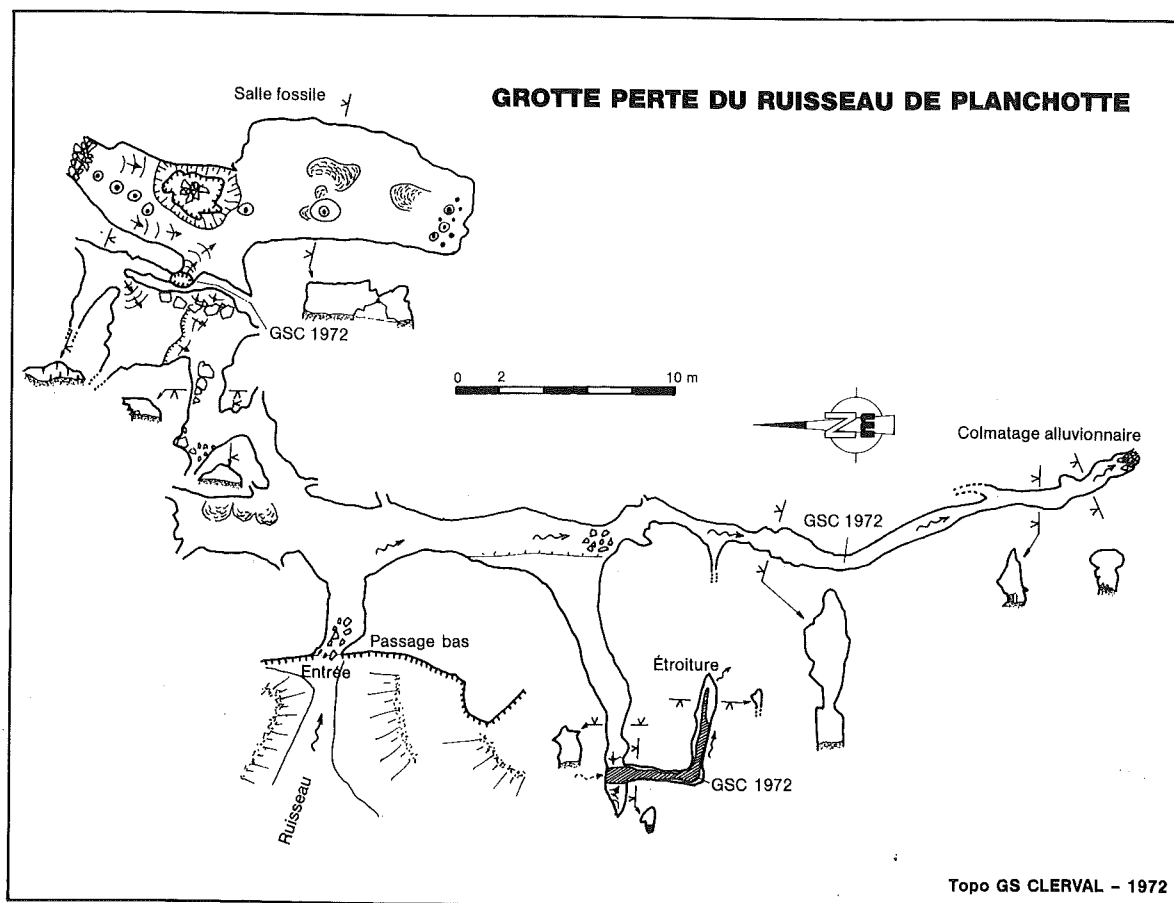 GROTTE PERTE DU RUISSEAU DE PLANCHOTTE
Salle fossile
GSC 1972
0 2 10 m
NE
Colmatage alluvionnaire
GSC 1972
Passage bas
Entrée
Étroiture
GSC 1972
Ruisseau
Topo GS CLERVAL – 1972